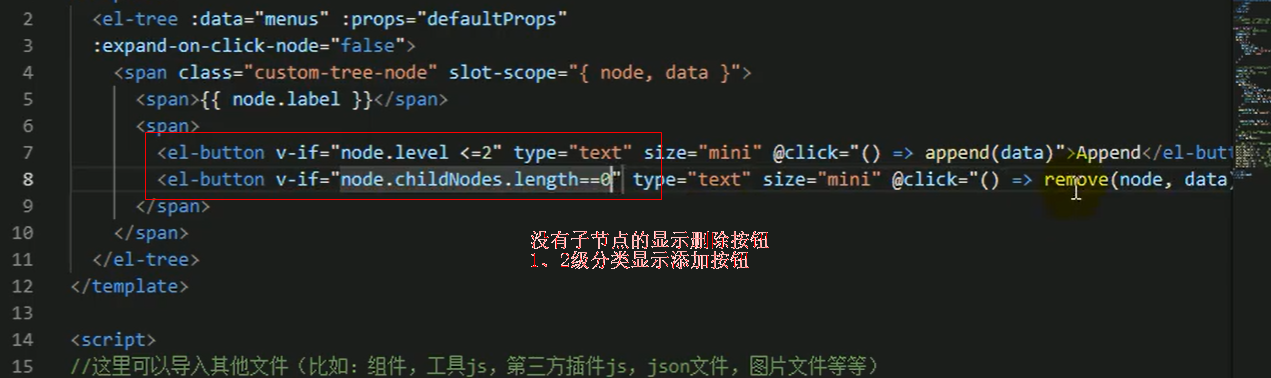 2 <el-tree :data="menus" :props="defaultProps"
3 :expand-on-click-node="false">
4 <span class="custom-tree-node" slot-scope="{ node, data }">
5 <span>{{ node.label }}</span>
6 <span>
7 <el-button v-if="node.level <=2" type="text" size="mini" @click="() => append(data)">Append</el-butt
8 <el-button v-if="node.childNodes.length==0" type="text" size="mini" @click="() => remove(node, data)
9 </span>
没有子节点的显示删除按钮
10 </span>
1、2级分类显示添加按钮
11 </el-tree>
12 </template>
13
14 <script>
15 //这里可以导入其他文件（比如：组件，工具js，第三方插件js，json文件，图片文件等等）